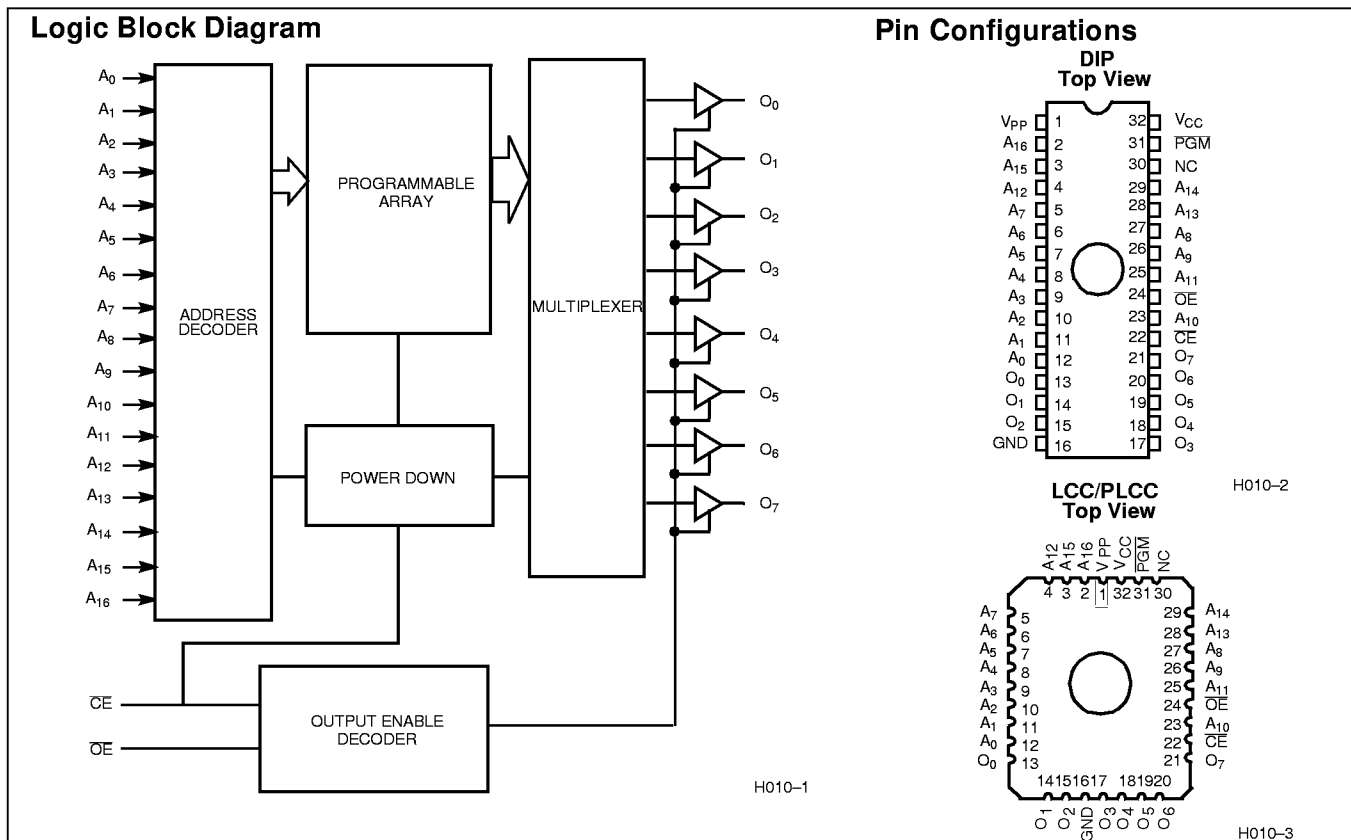 Logic Block Diagram
A0
A1
A2
A3
A4
A5
A6
A7
A8
A9
A10
A11
A12
A13
A14
A15
A16
ADDRESS
DECODER
PROGRAMMABLE
ARRAY
POWER DOWN
MULTIPLEXER
O0
O1
O2
O3
O4
O5
O6
O7
CE
OE
OUTPUT ENABLE
DECODER
H010–1
Pin Configurations
DIP
Top View
VPP 1 32 VCC
A16 2 31 PGM
A15 3 30 NC
A12 4 29 A14
A7 5 28 A13
A6 6 27 A8
A5 7 26 A9
A4 8 25 A11
A3 9 24 OE
A2 10 23 A10
A1 11 22 CE
A0 12 21 O7
O0 13 20 O6
O1 14 19 O5
O2 15 18 O4
GND 16 17 O3
H010–2
LCC/PLCC
Top View
A12 A15 A16 VPP VCC PGM NC
4 3 2 1 32 31 30
A7 5 29 A14
A6 6 28 A13
A5 7 27 A8
A4 8 26 A9
A3 9 25 A11
A2 10 24 OE
A1 11 23 A10
A0 12 22 CE
O0 13 21 O7
14 15 16 17 18 19 20
O1 O2 GND O3 O4 O5 O6
H010–3